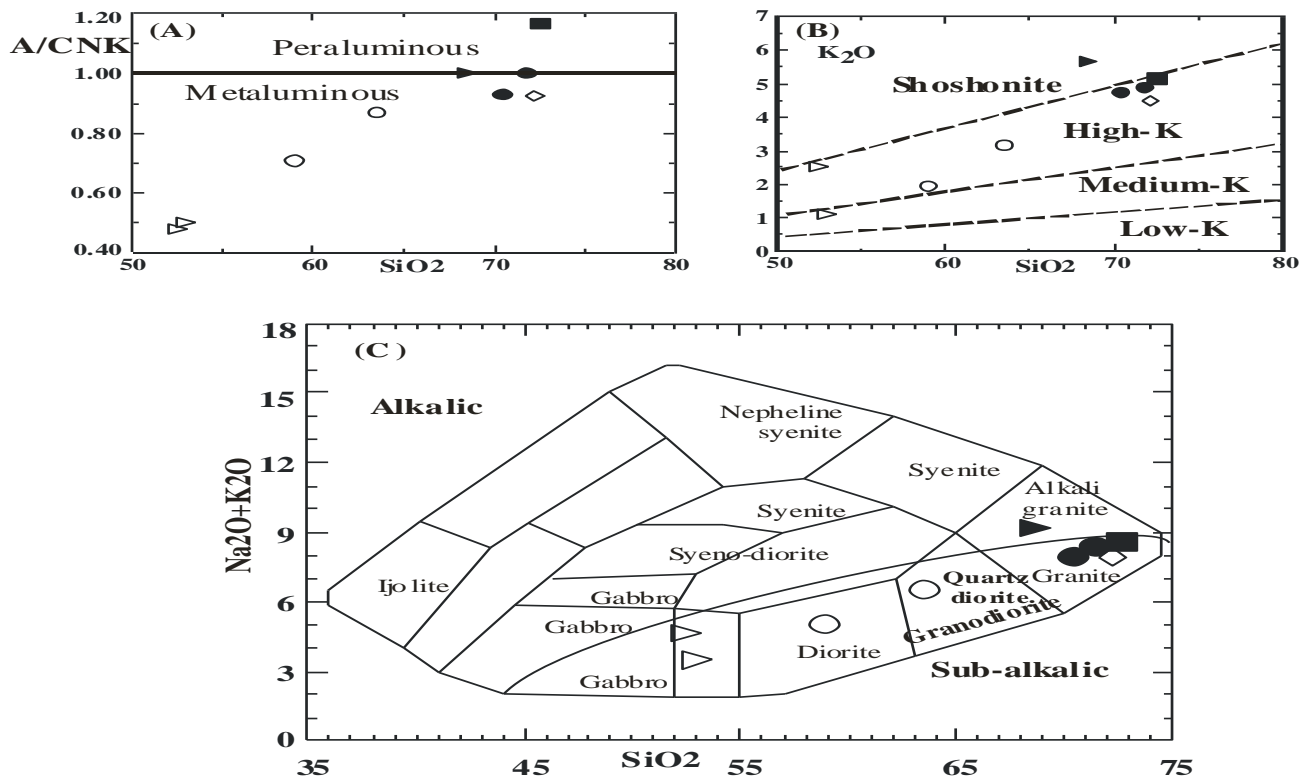 (A)
1.20
A/CNK
Peraluminous
1.00
Metaluminous
0.80
0.60
0.40
50 60 SiO2 70 80
(B)
K2O
7
6
5
4
3
2
1
0
Shoshonite
High-K
Medium-K
Low-K
50 60 SiO2 70 80
(C)
18
15
12
9
6
3
0
Na2O+K2O
Alkalic
Nepheline
syenite
Syenite
Alkali
granite
Syenite
Syeno-diorite
Ijolite
Gabbro
Quartz
diorite
Granite
Granodiorite
Gabbro
Diorite
Gabbro
Sub-alkalic
35 45 SiO2 55 65 75